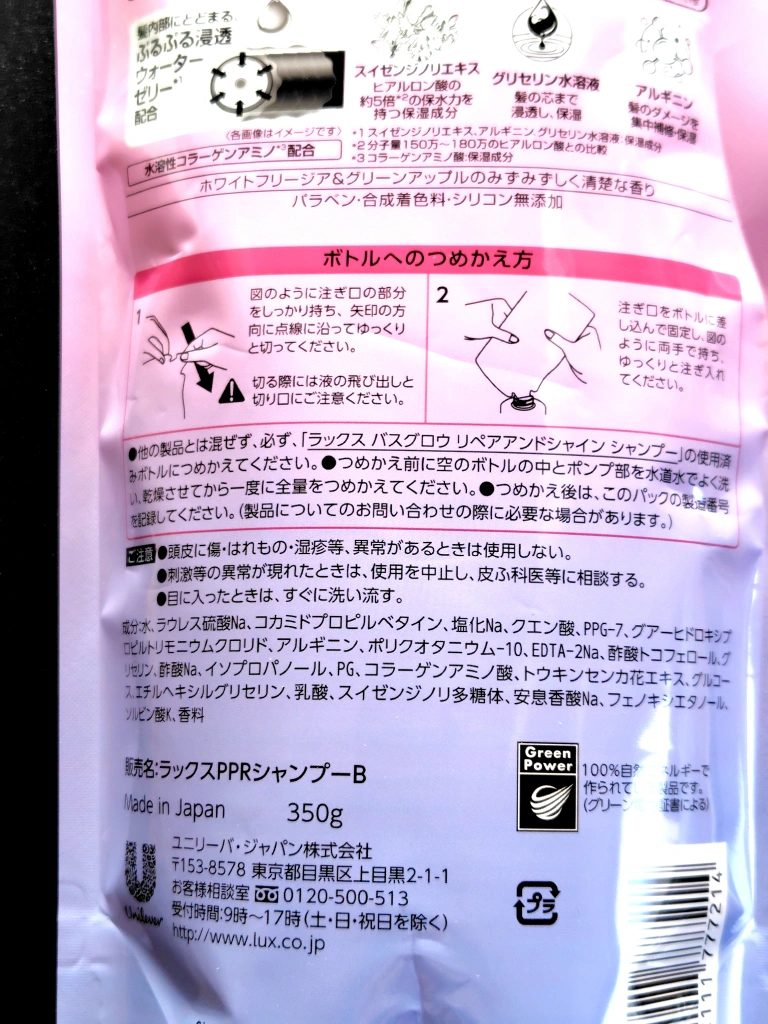 髪内部にとどまる、
ぷるぷる浸透
ウォーター
ゼリー*1
配合
スイゼンジノリエキス
ヒアルロン酸の
約5倍*2の保水力を
持つ保湿成分
グリセリン水溶液
髪の芯まで
浸透し、保湿
アルギニン
髪のダメージを
集中補修・保湿
〈各画像はイメージです〉
*1 スイゼンジノリエキス、アルギニン、グリセリン水溶液:保湿成分
*2 分子量150万～180万のヒアルロン酸との比較
*3 コラーゲンアミノ酸:保湿成分
水溶性コラーゲンアミノ*3配合
ホワイトフリージア&グリーンアップルのみずみずしく清楚な香り
パラベン・合成着色料・シリコン無添加
ボトルへのつめかえ方
1
図のように注ぎ口の部分
をしっかり持ち、矢印の方
向に点線に沿ってゆっくり
と切ってください。
切る際には液の飛び出しと
切り口にご注意ください。
2
注ぎ口をボトルに差
し込んで固定し、図の
ように両手で持ち、
ゆっくりと注ぎ入れ
てください。
●他の製品とは混ぜず、必ず、「ラックス バスグロウ リペアアンドシャイン シャンプー」の使用済
みボトルにつめかえてください。●つめかえ前に空のボトルの中とポンプ部を水道水でよく洗
い、乾燥させてから一度に全量をつめかえてください。●つめかえ後は、このパックの製造番号
を記録してください。(製品についてのお問い合わせの際に必要な場合があります。)
ご注意 ●頭皮に傷・はれもの・湿疹等、異常があるときは使用しない。
●刺激等の異常が現れたときは、使用を中止し、皮ふ科医等に相談する。
●目に入ったときは、すぐに洗い流す。
成分:水、ラウレス硫酸Na、コカミドプロピルベタイン、塩化Na、クエン酸、PPG-7、グアーヒドロキシプ
ロピルトリモニウムクロリド、アルギニン、ポリクオタニウム-10、EDTA-2Na、酢酸トコフェロール、グ
リセリン、酢酸Na、イソプロパノール、PG、コラーゲンアミノ酸、トウキンセンカ花エキス、グルコー
ス、エチルヘキシルグリセリン、乳酸、スイゼンジノリ多糖体、安息香酸Na、フェノキシエタノール、
ソルビン酸K、香料
販売名:ラックスPPRシャンプーB
Made in Japan 350g
Green
Power
100%自然エネルギーで
作られている製品です。
(グリーン電力証書による)
Unilever
ユニリーバ・ジャパン株式会社
〒153-8578 東京都目黒区上目黒2-1-1
お客様相談室 0120-500-513
受付時間:9時～17時(土・日・祝日を除く)
http://www.lux.co.jp
プラ
111 777214